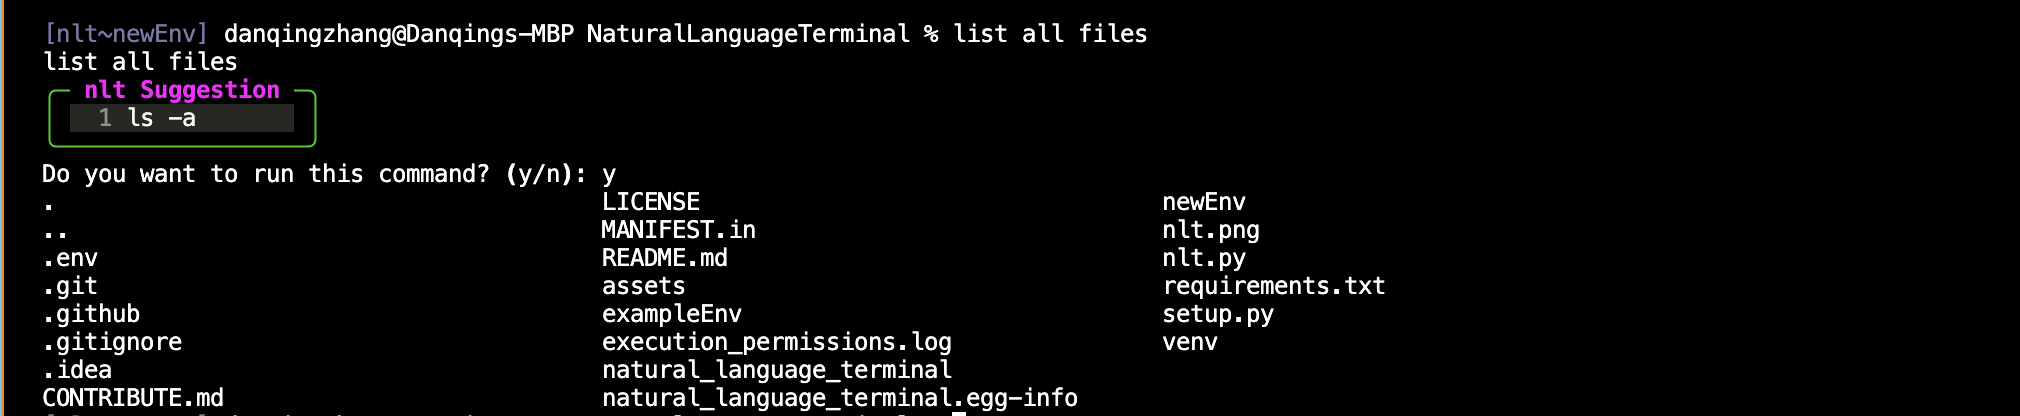 [nlt~newEnv] danqingzhang@Danqings-MBP NaturalLanguageTerminal % list all files
list all files
nlt Suggestion
1 ls -a
Do you want to run this command? (y/n): y
. LICENSE newEnv
.. MANIFEST.in nlt.png
.env README.md nlt.py
.git assets requirements.txt
.github exampleEnv setup.py
.gitignore execution_permissions.log venv
.idea natural_language_terminal
CONTRIBUTE.md natural_language_terminal.egg-info